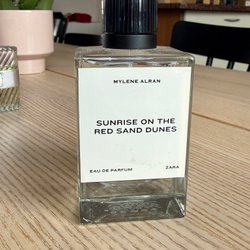 MYLENE ALRAN
SUNRISE ON THE
RED SAND DUNES
EAU DE PARFUM ZARA